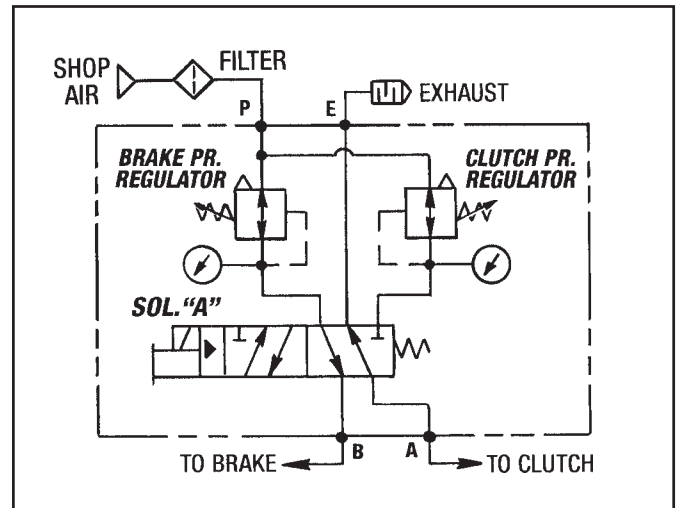 SHOP
AIR
FILTER
EXHAUST
P
E
BRAKE PR.
REGULATOR
CLUTCH PR.
REGULATOR
SOL. "A"
B
A
TO BRAKE
TO CLUTCH